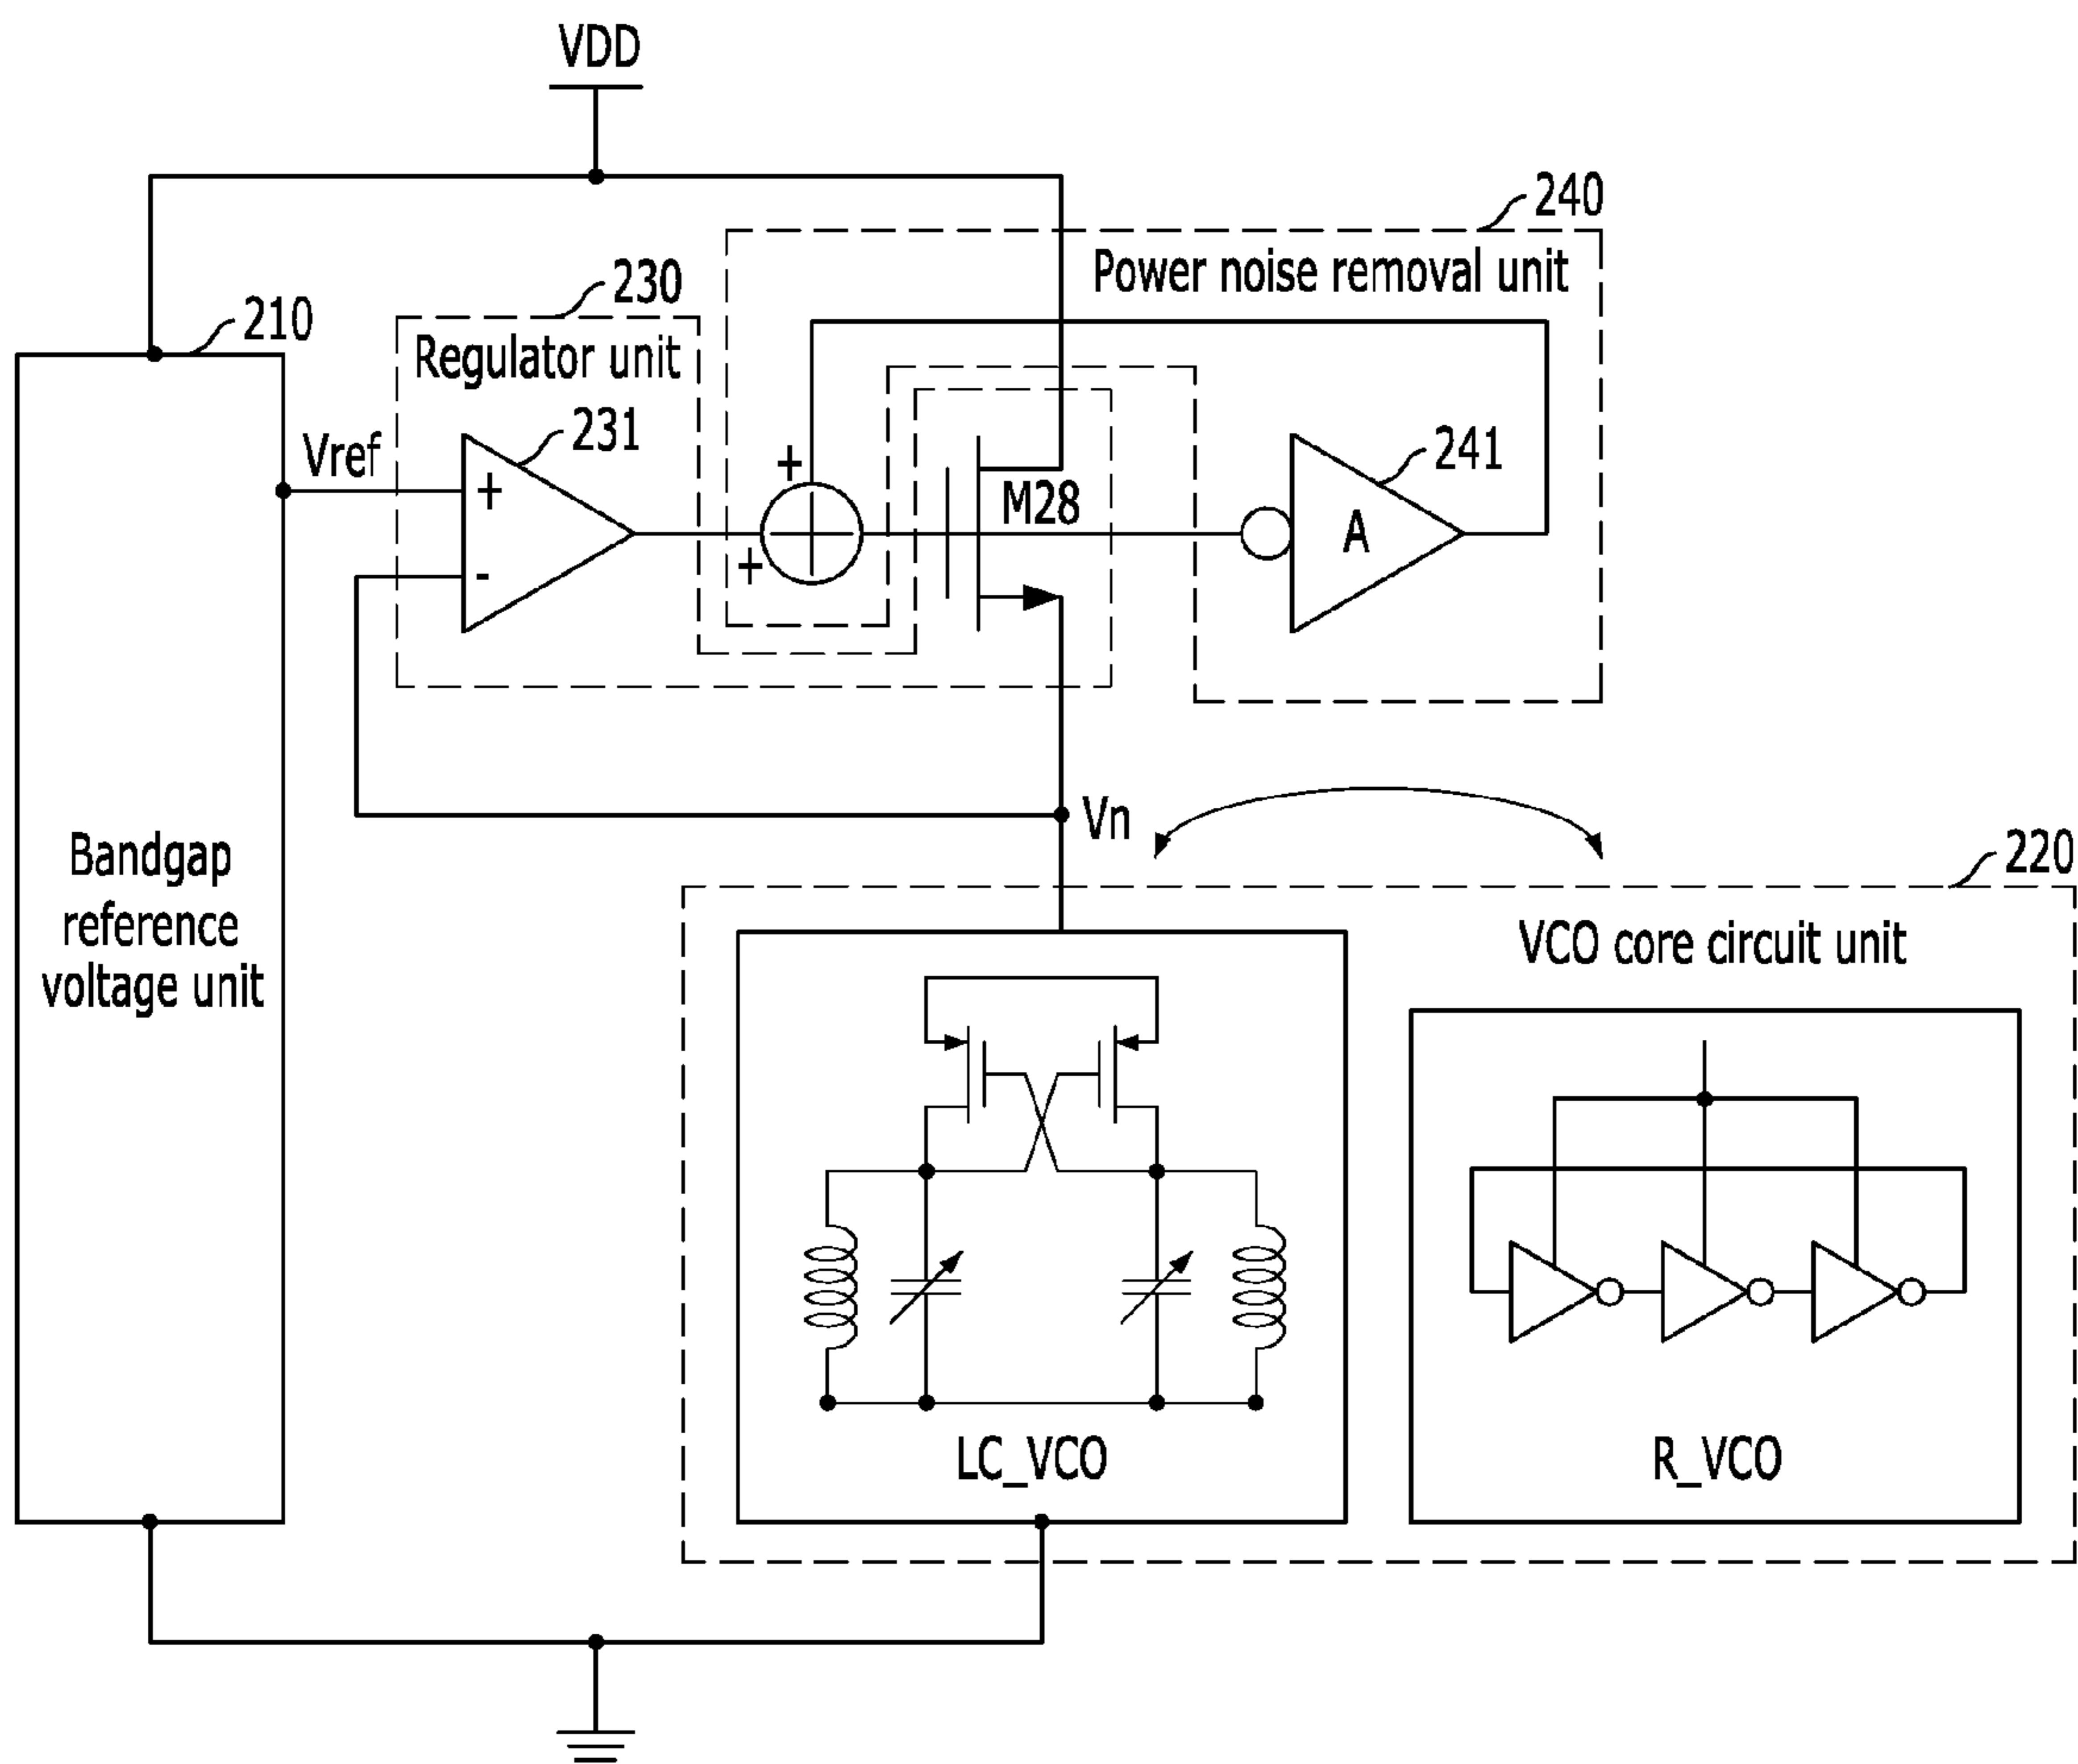 VDD
240
Power noise removal unit
230
Regulator unit
210
231
Vref
+
-
+
+
M28
241
A
Vn
220
Bandgap
reference
voltage unit
VCO core circuit unit
LC_VCO
R_VCO